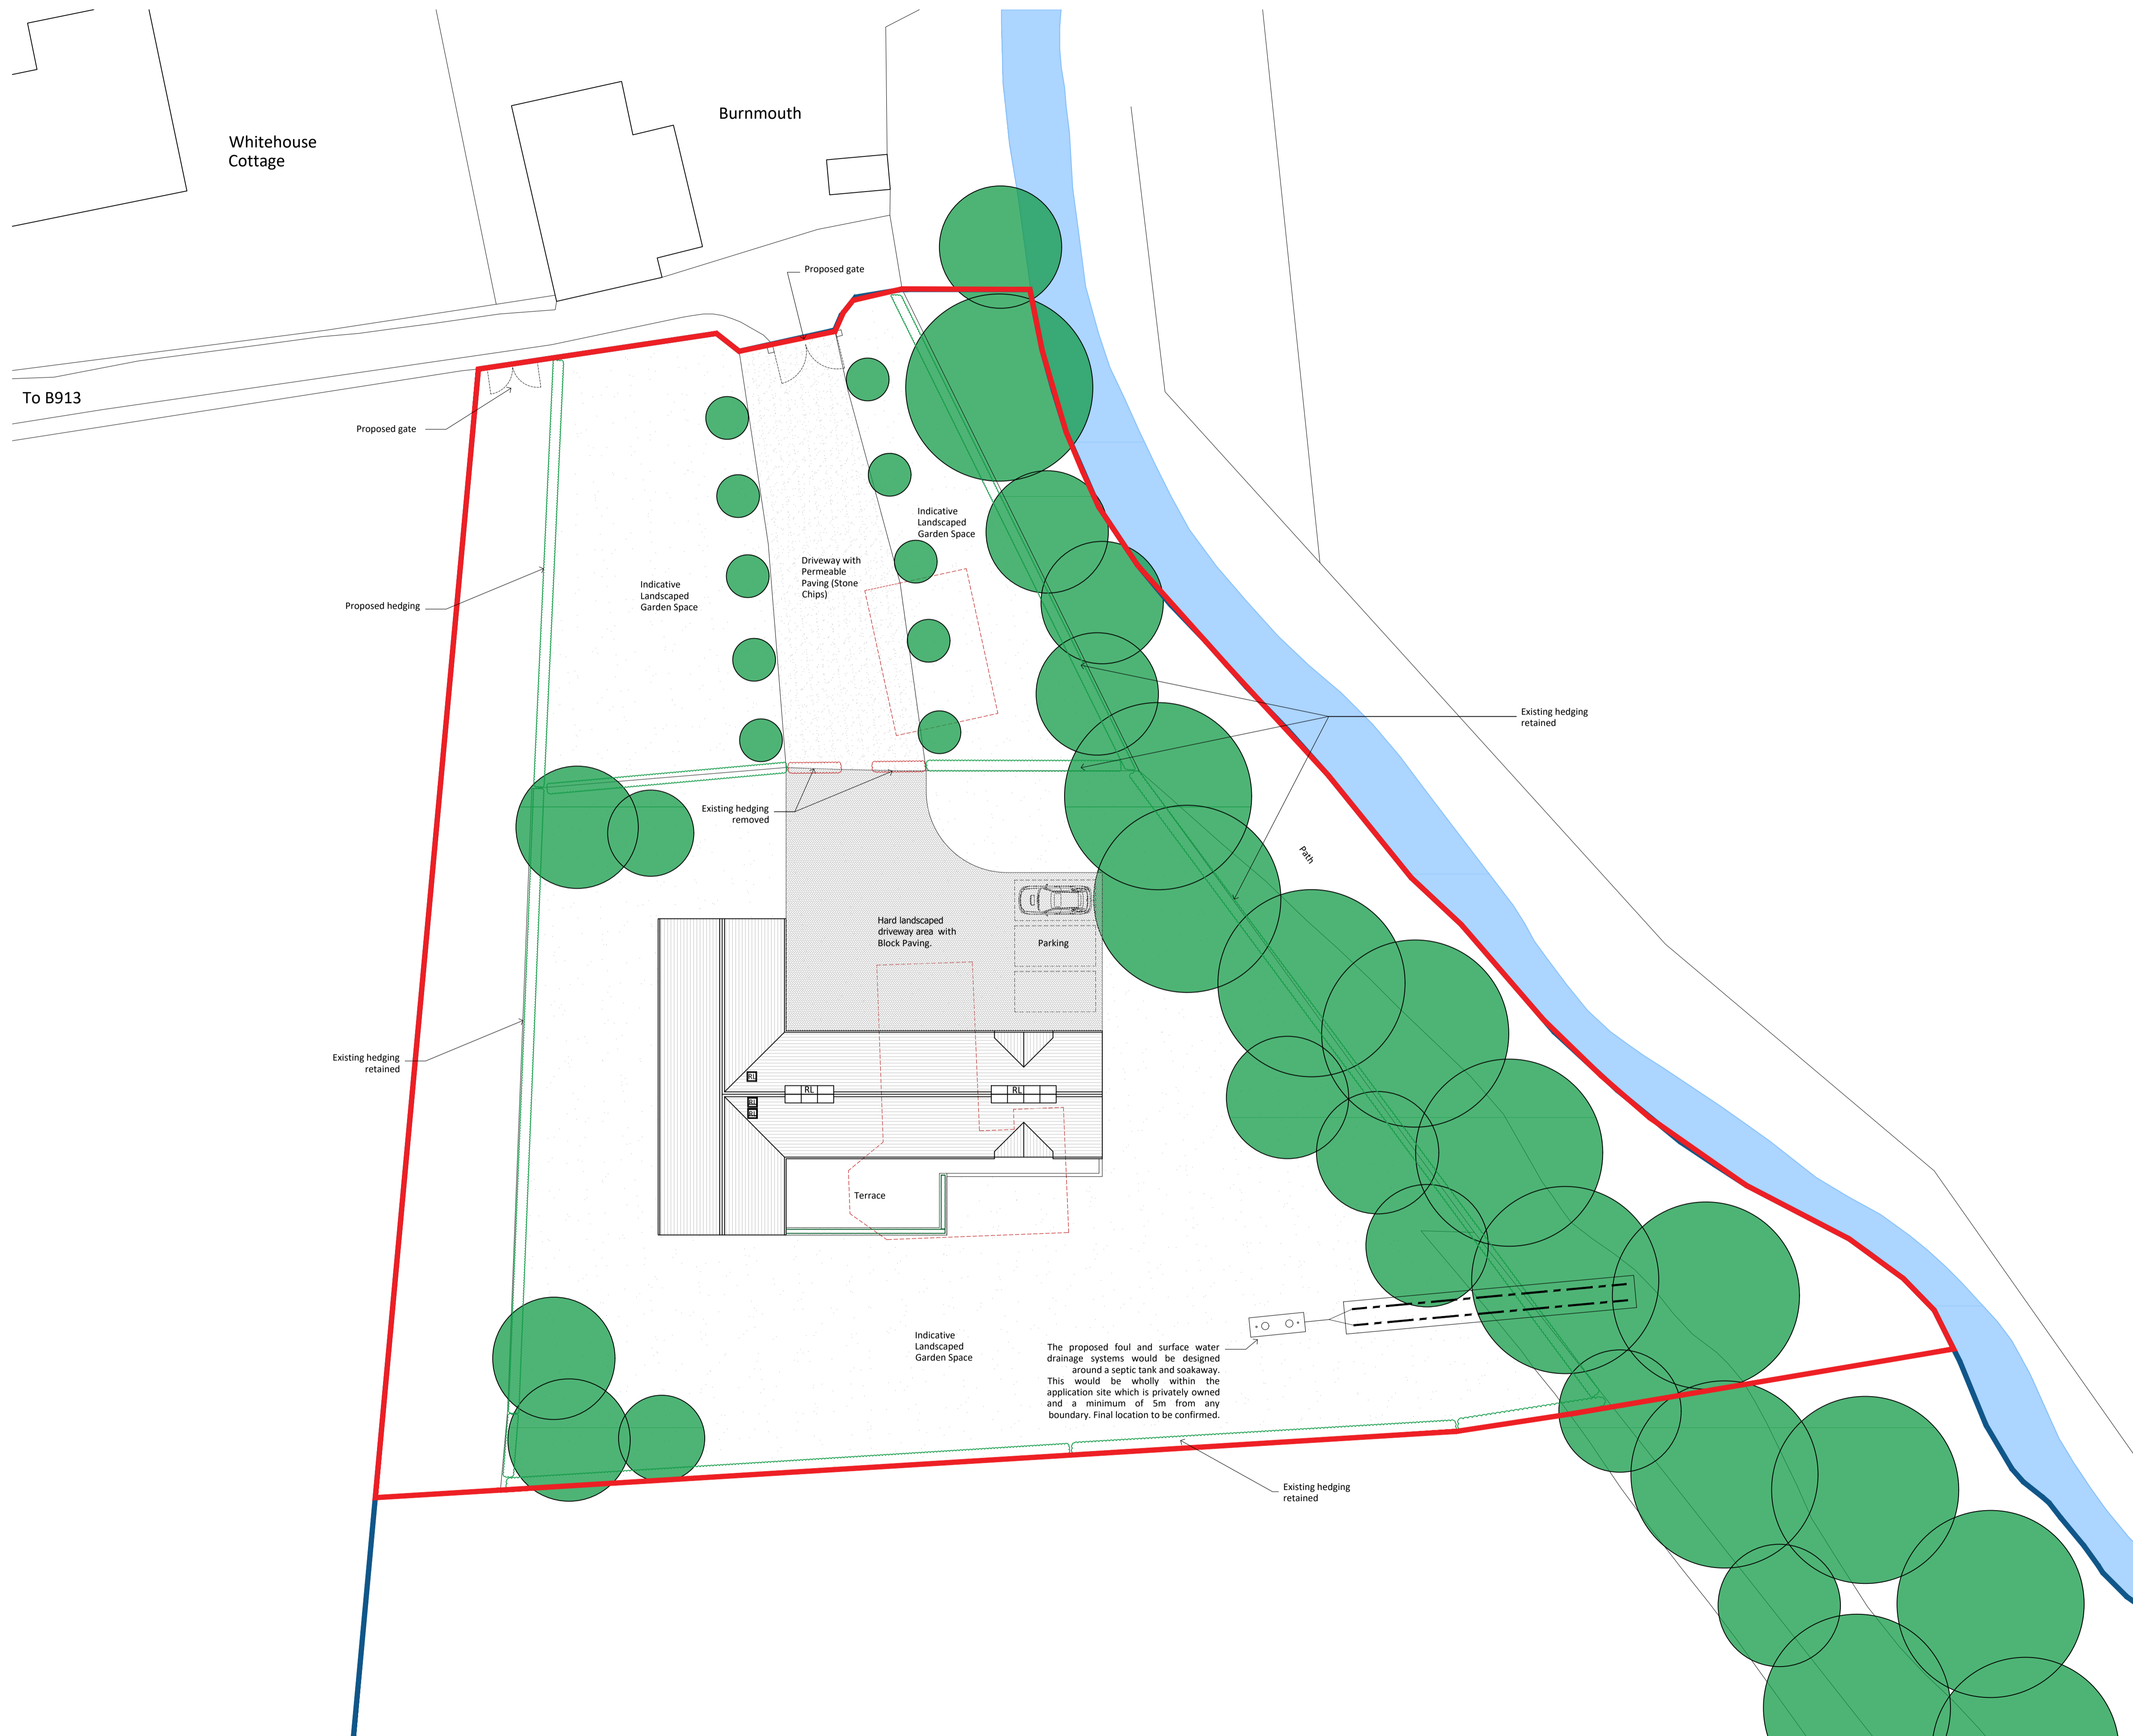 Burnmouth
Whitehouse
Cottage
Proposed gate
To B913
Proposed gate
Indicative
Landscaped
Garden Space
Driveway with
Permeable
Paving (Stone
Chips)
Indicative
Landscaped
Garden Space
Proposed hedging
Existing hedging
retained
Existing hedging
removed
Path
Hard landscaped
driveway area with
Block Paving.
Parking
Existing hedging
retained
RL
RL
RL
RL
RL
Terrace
Indicative
Landscaped
Garden Space
The proposed foul and surface water
drainage systems would be designed
around a septic tank and soakaway.
This would be wholly within the
application site which is privately owned
and a minimum of 5m from any
boundary. Final location to be confirmed.
Existing hedging
retained